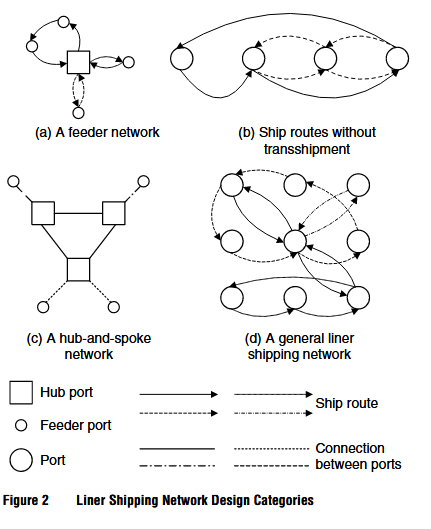 (a) A feeder network
(b) Ship routes without
transshipment
(c) A hub-and-spoke
network
(d) A general liner
shipping network
Hub port
Feeder port
Port
Ship route
Connection
between ports
Figure 2 Liner Shipping Network Design Categories